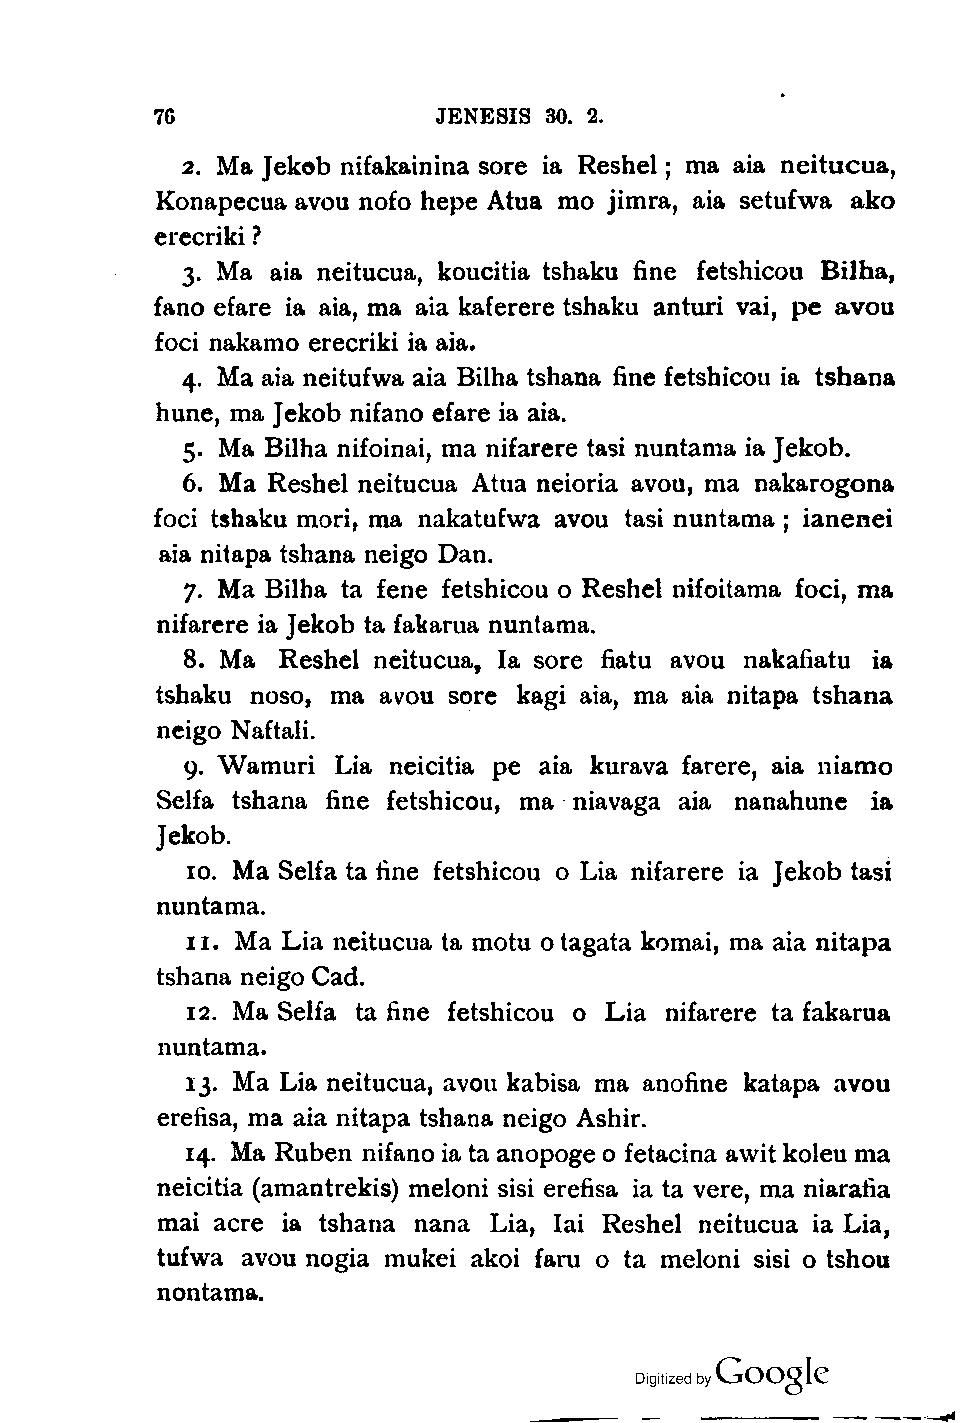 76 JENESIS 30. 2.
2. Ma Jekob nifakainina sore ia Reshel ; ma aia neitucua,
Konapecua avou nofo hepe Atua mo jimra, aia setufwa ako
erecriki ?
3. Ma aia neitucua, koucitia tshaku fine fetshicou Bilha,
fano efare ia aia, ma aia kaferere tshaku anturi vai, pe avou
foci nakamo erecriki ia aia.
4. Ma aia neitufwa aia Bilha tshana fine fetshicou ia tshana
hune, ma Jekob nifano efare ia aia.
5. Ma Bilha nifoinai, ma nifarere tasi nuntama ia Jekob.
6. Ma Reshel neitucua Atua neioria avou, ma nakarogona
foci tshaku mori, ma nakatufwa avou tasi nuntama ; ianenei
aia nitapa tshana neigo Dan.
7. Ma Bilha ta fene fetshicou o Reshel nifoitama foci, ma
nifarere ia Jekob ta fakarua nuntama.
8. Ma Reshel neitucua, Ia sore fiatu avou nakafiatu ia
tshaku noso, ma avou sore kagi aia, ma aia nitapa tshana
neigo Naftali.
9. Wamuri Lia neicitia pe aia kurava farere, aia niamo
Selfa tshana fine fetshicou, ma niavaga aia nanahune ia
Jekob.
10. Ma Selfa ta fine fetshicou o Lia nifarere ia Jekob tasi
nuntama.
11. Ma Lia neitucua ta motu o tagata komai, ma aia nitapa
tshana neigo Cad.
12. Ma Selfa ta fine fetshicou o Lia nifarere ta fakarua
nuntama.
13. Ma Lia neitucua, avou kabisa ma anofine katapa avou
erefisa, ma aia nitapa tshana neigo Ashir.
14. Ma Ruben nifano ia ta anopoge o fetacina awit koleu ma
neicitia (amantrekis) meloni sisi erefisa ia ta vere, ma niarafia
mai acre ia tshana nana Lia, Iai Reshel neitucua ia Lia,
tufwa avou nogia mukei akoi faru o ta meloni sisi o tshou
nontama.
Digitized by Google